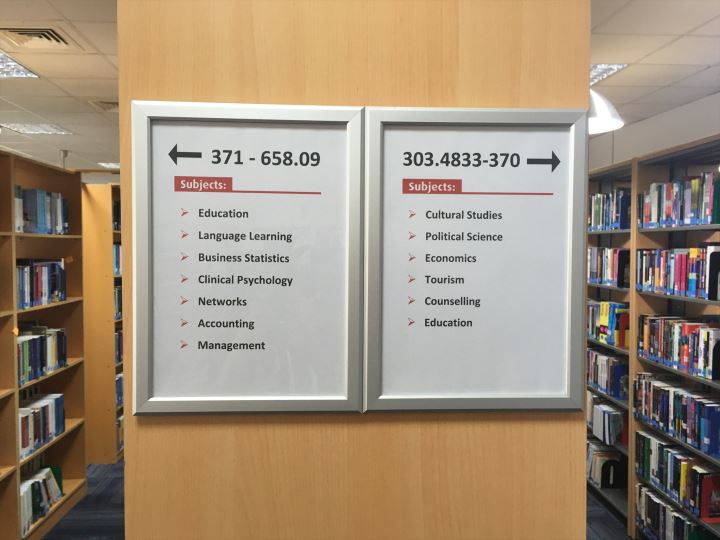 ← 371 - 658.09
Subjects:
➢ Education
➢ Language Learning
➢ Business Statistics
➢ Clinical Psychology
➢ Networks
➢ Accounting
➢ Management
303.4833-370 →
Subjects:
➢ Cultural Studies
➢ Political Science
➢ Economics
➢ Tourism
➢ Counselling
➢ Education